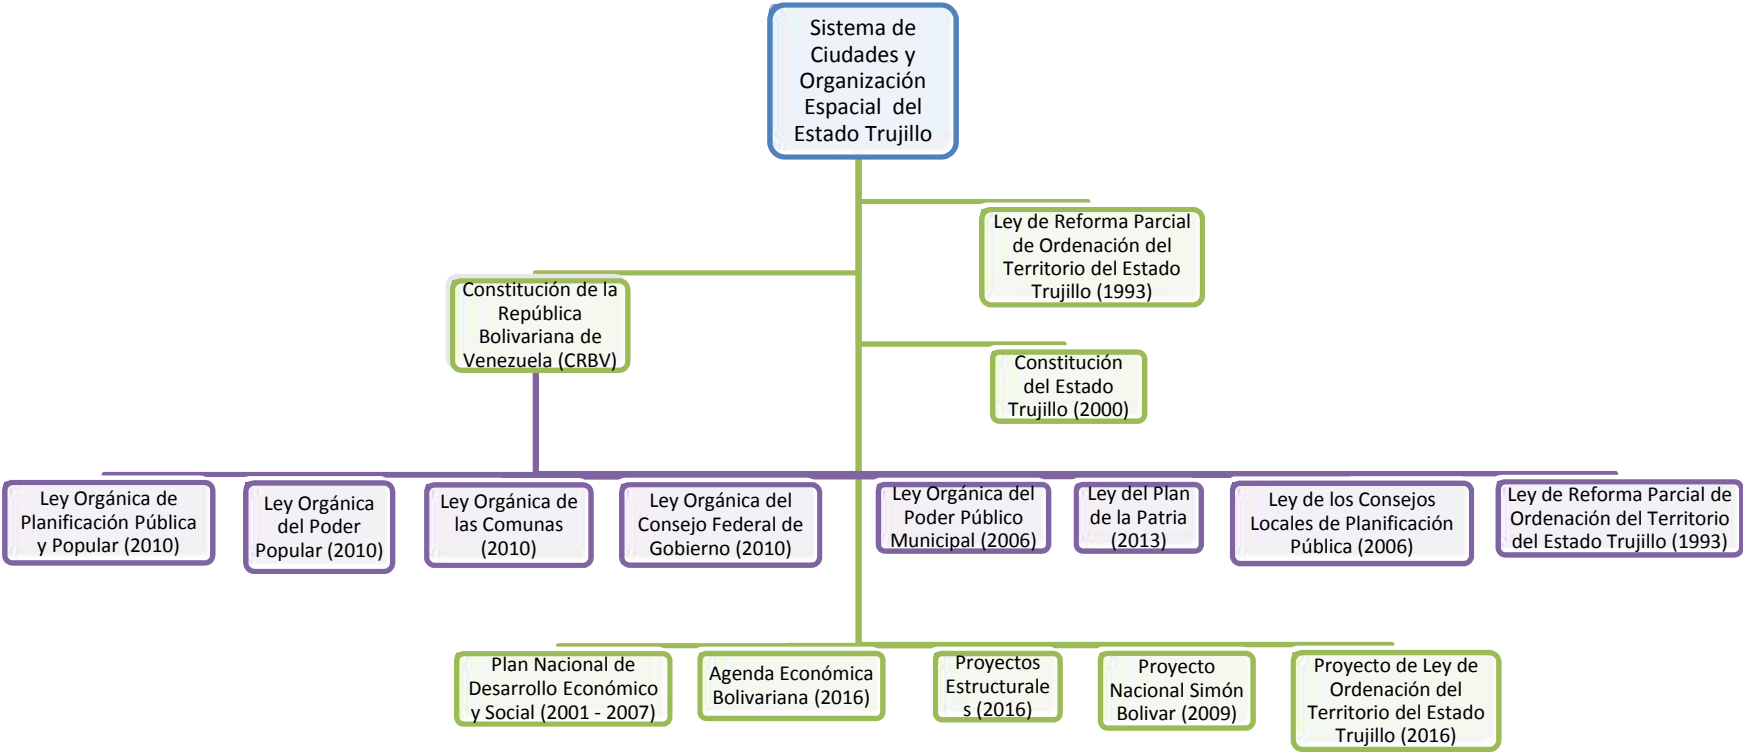 Sistema de
Ciudades y
Organización
Espacial del
Estado Trujillo
Ley de Reforma Parcial
de Ordenación del
Territorio del Estado
Trujillo (1993)
Constitución de la
República
Bolivariana de
Venezuela (CRBV)
Constitución
del Estado
Trujillo (2000)
Ley Orgánica de
Planificación Pública
y Popular (2010)
Ley Orgánica
del Poder
Popular (2010)
Ley Orgánica de
las Comunas
(2010)
Ley Orgánica del
Consejo Federal de
Gobierno (2010)
Ley Orgánica del
Poder Público
Municipal (2006)
Ley del Plan
de la Patria
(2013)
Ley de los Consejos
Locales de Planificación
Pública (2006)
Ley de Reforma Parcial de
Ordenación del Territorio
del Estado Trujillo (1993)
Plan Nacional de
Desarrollo Económico
y Social (2001 - 2007)
Agenda Económica
Bolivariana (2016)
Proyectos
Estructurale
s (2016)
Proyecto
Nacional Simón
Bolivar (2009)
Proyecto de Ley de
Ordenación del
Territorio del Estado
Trujillo (2016)